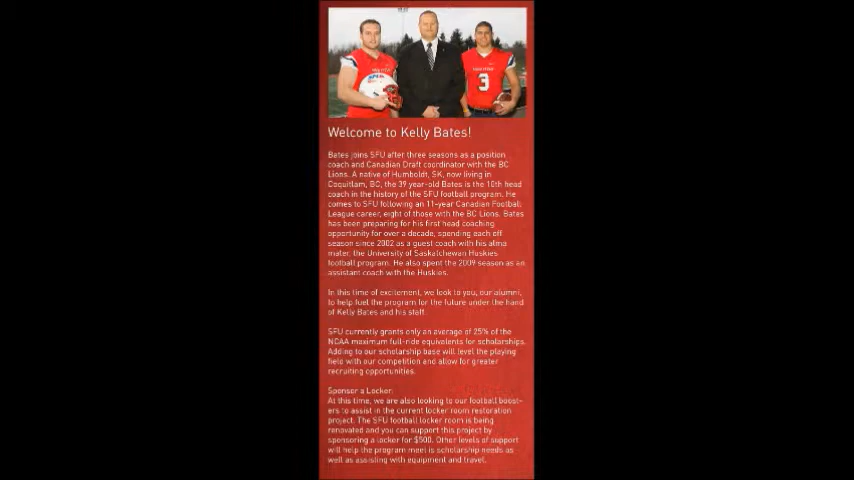 3
Welcome to Kelly Bates!
Bates joins SFU after three seasons as a position
coach and Canadian Draft coordinator with the BC
Lions. A native of Humboldt, SK, now living in
Coquitlam, BC, the 39 year-old Bates is the 10th head
coach in the history of the SFU football program. He
comes to SFU following an 11-year Canadian Football
League career, eight of those with the BC Lions. Bates
has been preparing for his first head coaching
opportunity for over a decade, spending each off
season since 2002 as a guest coach with his alma
mater, the University of Saskatchewan Huskies
football program. He also spent the 2009 season as an
assistant coach with the Huskies.
In this time of excitement, we look to you, our alumni,
to help fuel the program for the future under the hand
of Kelly Bates and his staff.
SFU currently grants only an average of 25% of the
NCAA maximum full-ride equivalents for scholarships.
Adding to our scholarship base will level the playing
field with our competition and allow for greater
recruiting opportunities.
Sponsor a Locker:
At this time, we are also looking to our football boost-
ers to assist in the current locker room restoration
project. The SFU football locker room is being
renovated and you can support this project by
sponsoring a locker for $500. Other levels of support
will help the program meet is scholarship needs as
well as assisting with equipment and travel.